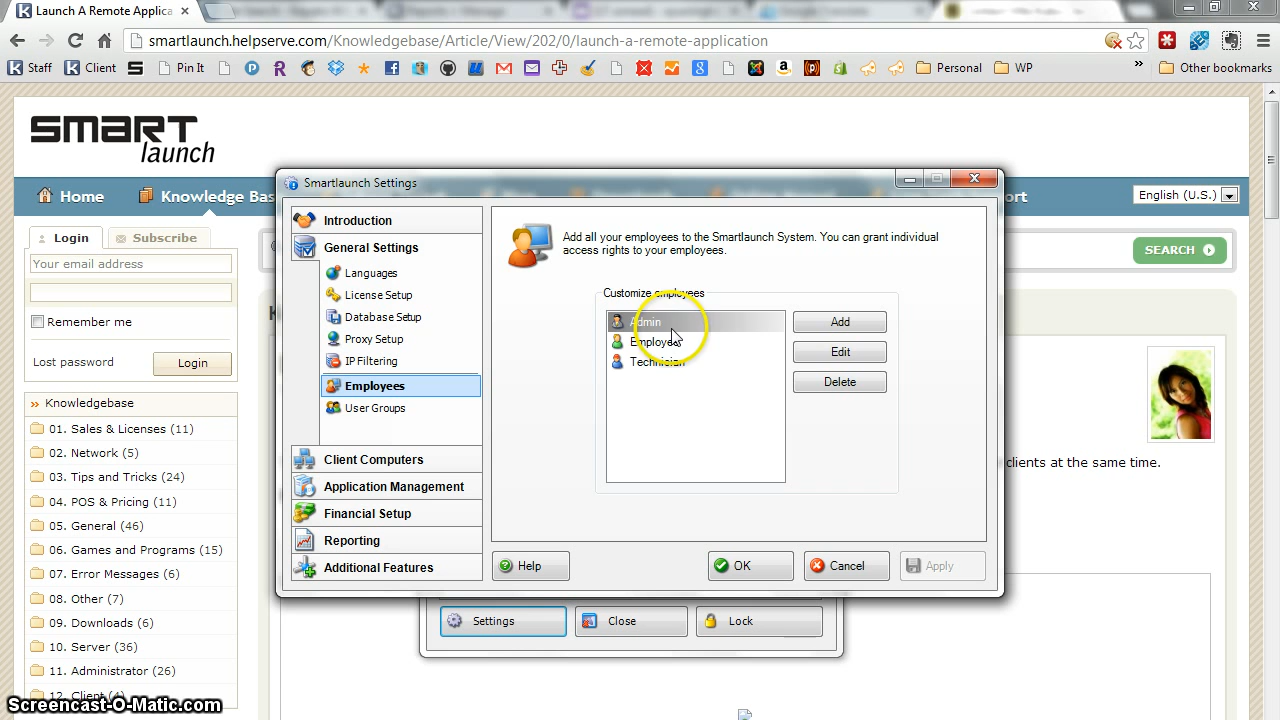 Launch A Remote Applica
smartlaunch.helpserve.com/Knowledgebase/Article/View/202/0/launch-a-remote-application
Staff Client Pin It Personal WP » Other bookmarks
SMART
launch
Home Knowledge Bas English (U.S.)
Login Subscribe
Your email address
SEARCH
Remember me
Lost password Login
Knowledgebase
01. Sales & Licenses (11)
02. Network (5)
03. Tips and Tricks (24)
04. POS & Pricing (11)
05. General (46)
06. Games and Programs (15)
07. Error Messages (6)
08. Other (7)
09. Downloads (6)
10. Server (36)
11. Administrator (26)
12. Client (4)
clients at the same time.
Smartlaunch Settings
Introduction
General Settings
Languages
License Setup
Database Setup
Proxy Setup
IP Filtering
Employees
User Groups
Client Computers
Application Management
Financial Setup
Reporting
Additional Features
Add all your employees to the Smartlaunch System. You can grant individual
access rights to your employees.
Customize employees
Admin
Employee
Technician
Add
Edit
Delete
Help OK Cancel Apply
Settings Close Lock
Screencast-O-Matic.com